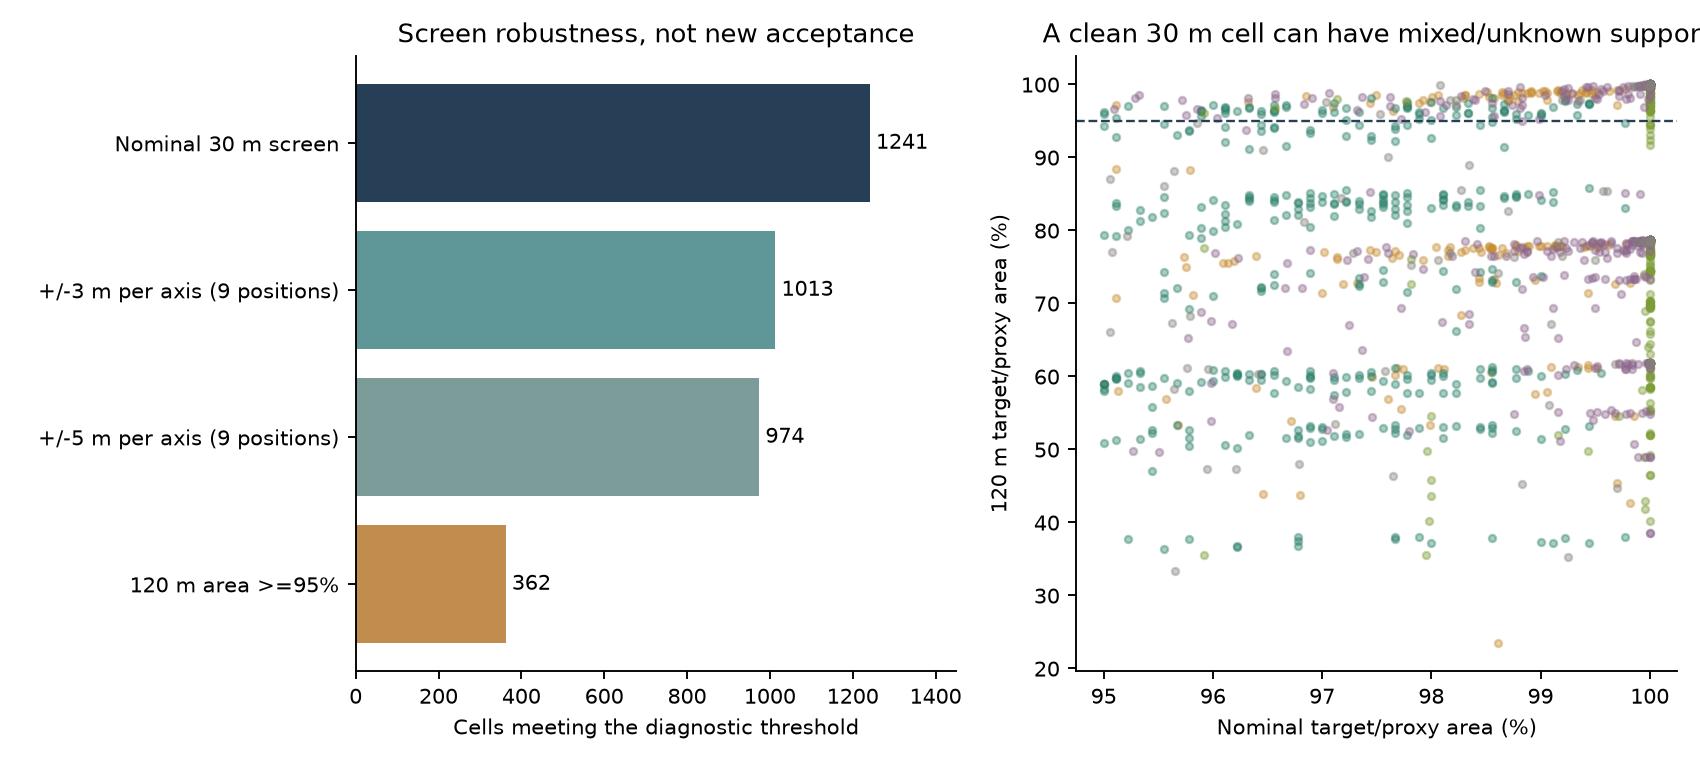 Screen robustness, not new acceptance
Nominal 30 m screen
1241
+/-3 m per axis (9 positions)
1013
+/-5 m per axis (9 positions)
974
120 m area >=95%
362
0 200 400 600 800 1000 1200 1400
Cells meeting the diagnostic threshold
A clean 30 m cell can have mixed/unknown suppor
120 m target/proxy area (%)
100
90
80
70
60
50
40
30
20
95 96 97 98 99 100
Nominal target/proxy area (%)